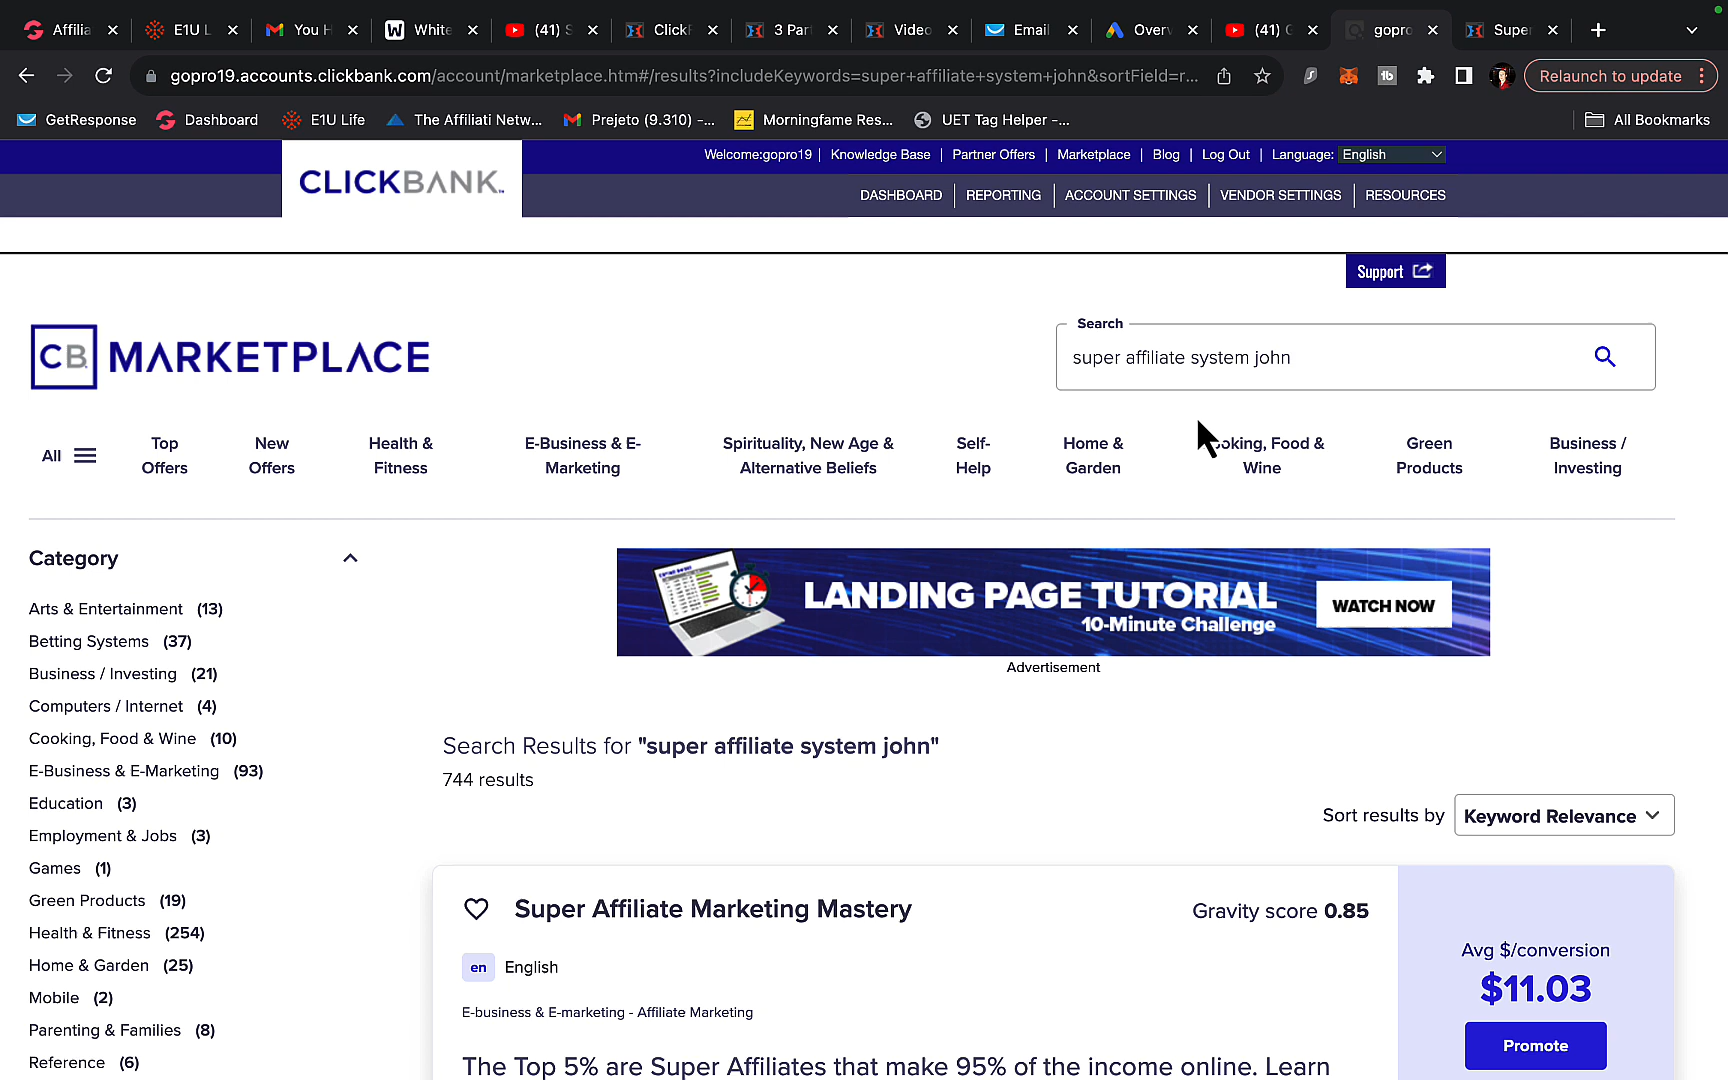 Affilia
E1U L
You H
White
(41) S
ClickF
3 Par
Video
Email
Overv
(41) G
gopro
Super
gopro19.accounts.clickbank.com/account/marketplace.htm#/results?includeKeywords=super+affiliate+system+john&sortField=r...
Relaunch to update
GetResponse
Dashboard
E1U Life
The Affiliati Netw...
Prejeto (9.310) -...
Morningfame Res...
UET Tag Helper -...
All Bookmarks
Welcome:gopro19 | Knowledge Base | Partner Offers | Marketplace | Blog | Log Out | Language: English
CLICKBANK
DASHBOARD | REPORTING | ACCOUNT SETTINGS | VENDOR SETTINGS | RESOURCES
Support
CB MARKETPLACE
Search
super affiliate system john
All
Top Offers
New Offers
Health & Fitness
E-Business & E-Marketing
Spirituality, New Age & Alternative Beliefs
Self-Help
Home & Garden
ooking, Food & Wine
Green Products
Business / Investing
Category
Arts & Entertainment (13)
Betting Systems (37)
Business / Investing (21)
Computers / Internet (4)
Cooking, Food & Wine (10)
E-Business & E-Marketing (93)
Education (3)
Employment & Jobs (3)
Games (1)
Green Products (19)
Health & Fitness (254)
Home & Garden (25)
Mobile (2)
Parenting & Families (8)
Reference (6)
LANDING PAGE TUTORIAL
10-Minute Challenge
WATCH NOW
Advertisement
Search Results for "super affiliate system john"
744 results
Sort results by Keyword Relevance
Super Affiliate Marketing Mastery
Gravity score 0.85
en English
E-business & E-marketing - Affiliate Marketing
The Top 5% are Super Affiliates that make 95% of the income online. Learn
Avg $/conversion
$11.03
Promote